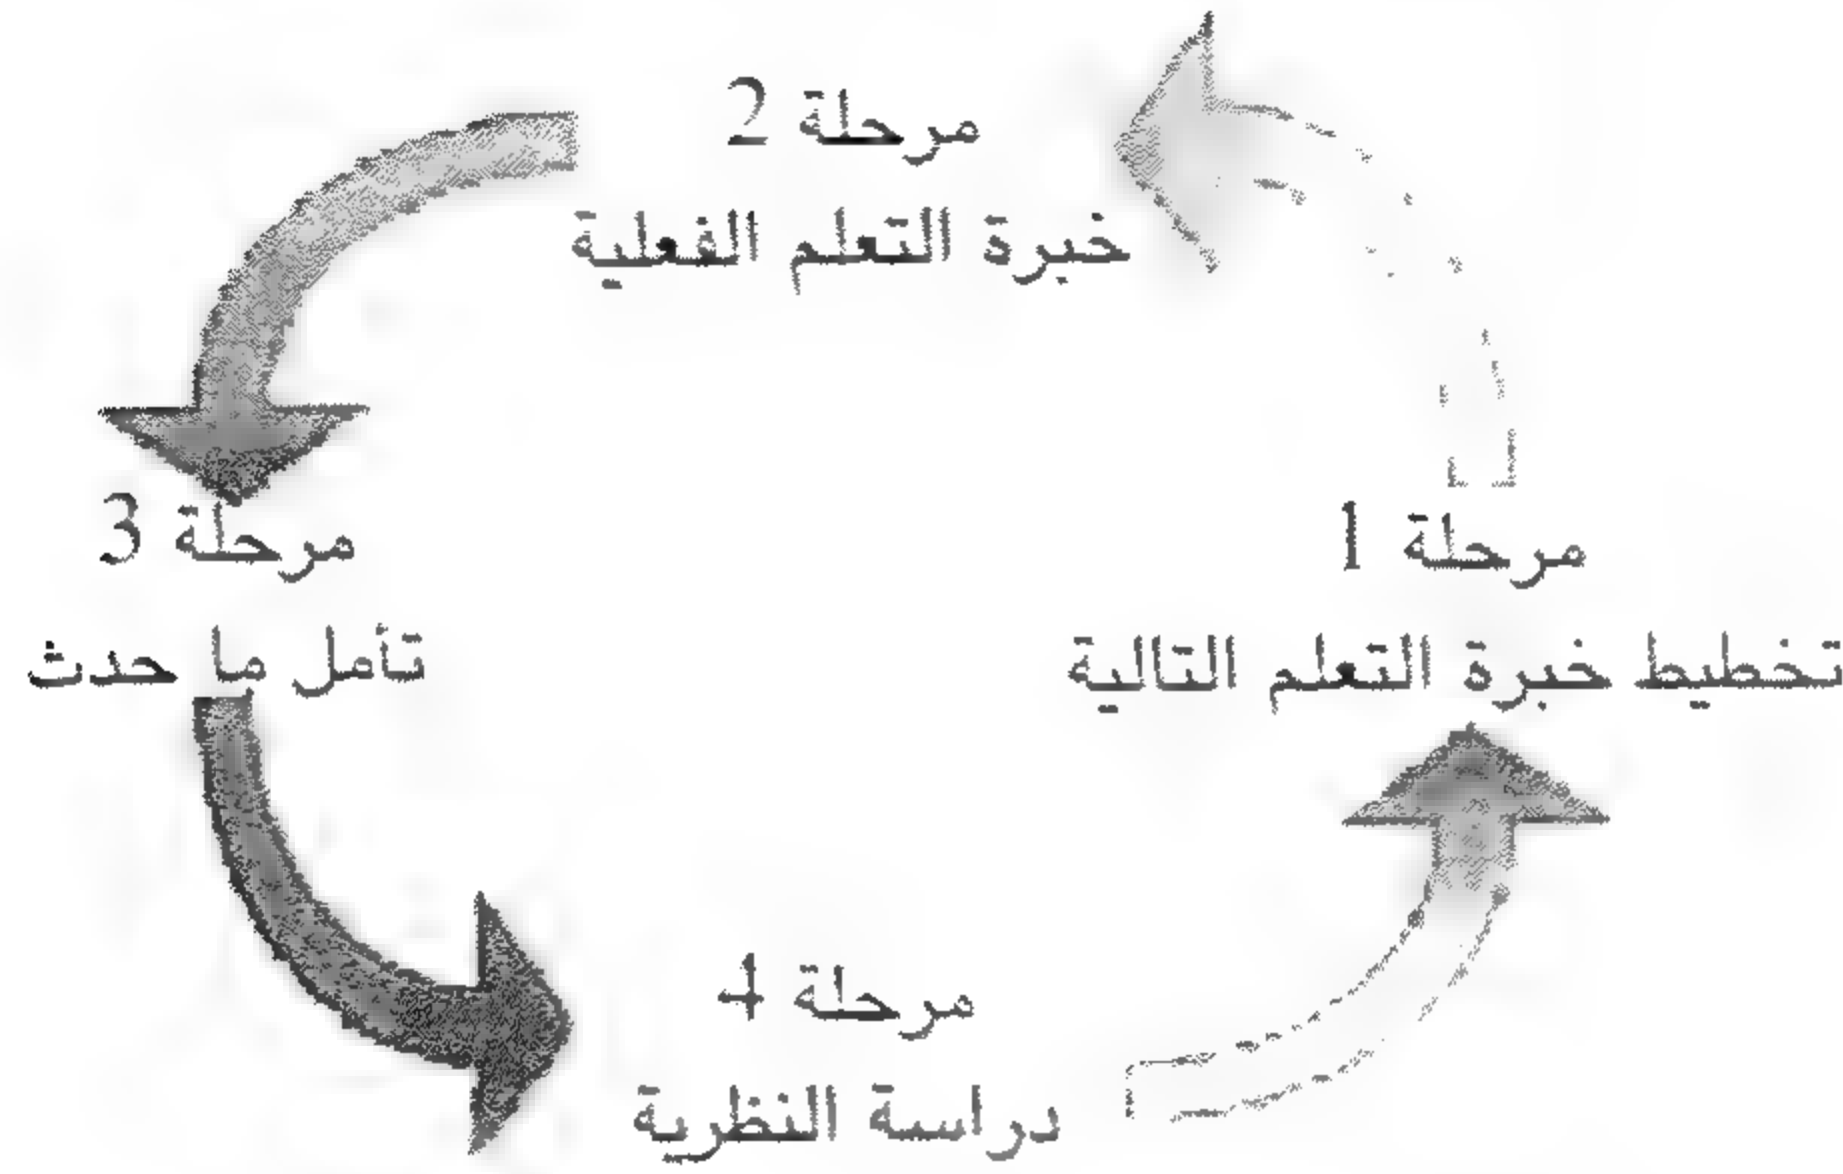 مرحلة 1
تخطيط خبرة التعلم التالية
مرحلة 2
خبرة التعلم الفعلية
مرحلة 3
تأمل ما حدث
مرحلة 4
دراسة النظرية